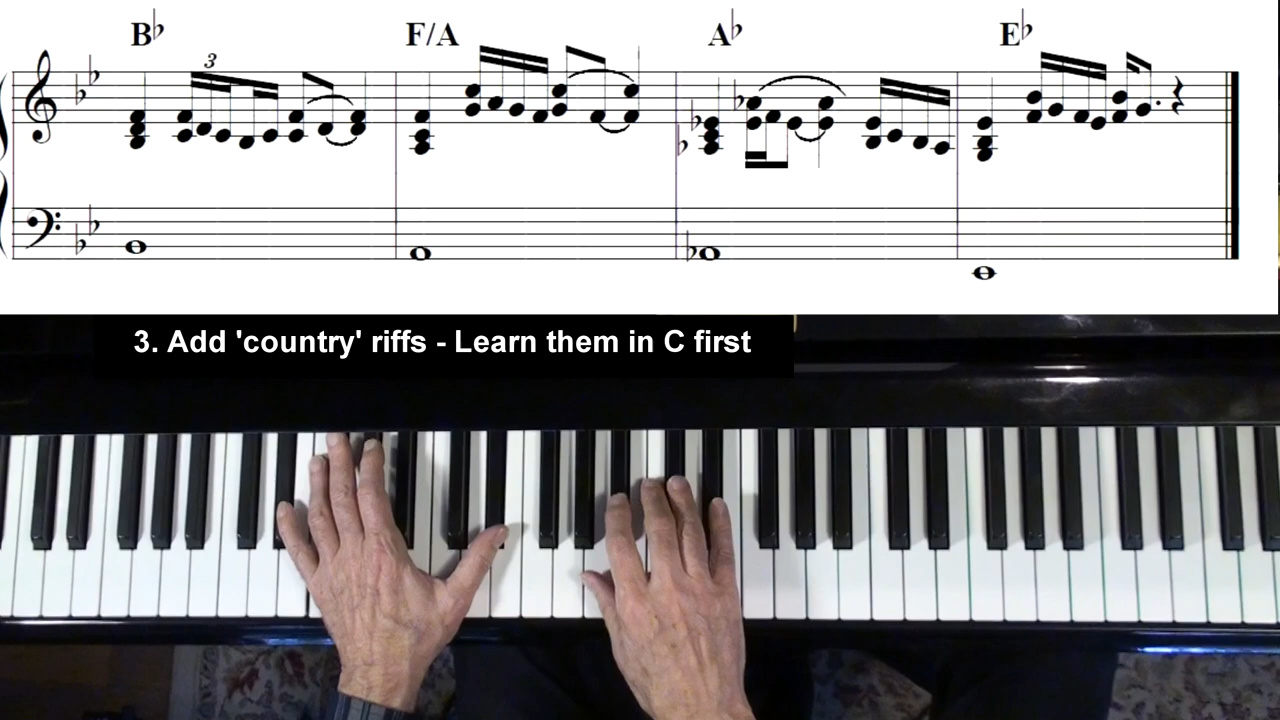 B♭ F/A A♭ E♭
3
3. Add 'country' riffs - Learn them in C first